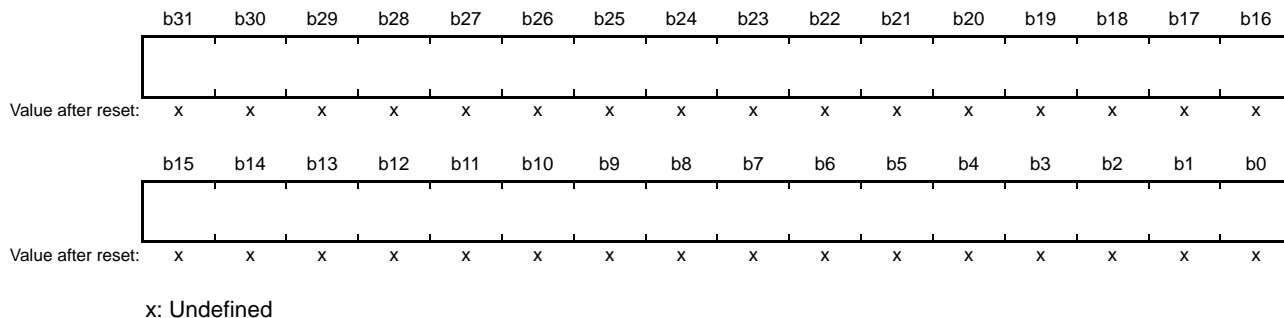 b31 b30 b29 b28 b27 b26 b25 b24 b23 b22 b21 b20 b19 b18 b17 b16
Value after reset: x x x x x x x x x x x x x x x x
b15 b14 b13 b12 b11 b10 b9 b8 b7 b6 b5 b4 b3 b2 b1 b0
Value after reset: x x x x x x x x x x x x x x x x
x: Undefined